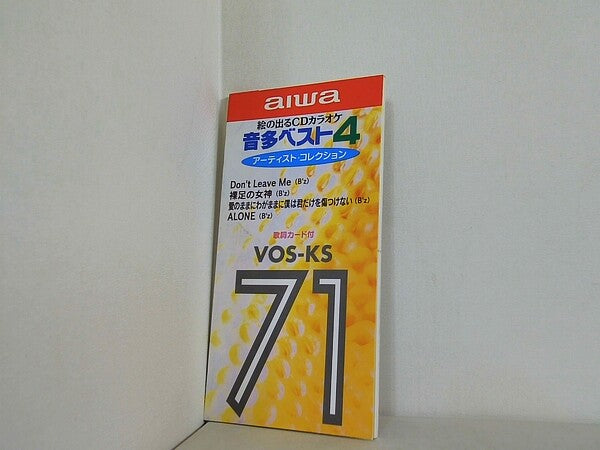 aiwa
絵の出るCDカラオケ
音多ベスト4
アーティスト・コレクション
Don't Leave Me (B'z)
裸足の女神 (B'z)
愛のままにわがままに僕は君だけを傷つけない (B'z)
ALONE (B'z)
歌詞カード付
VOS-KS
71